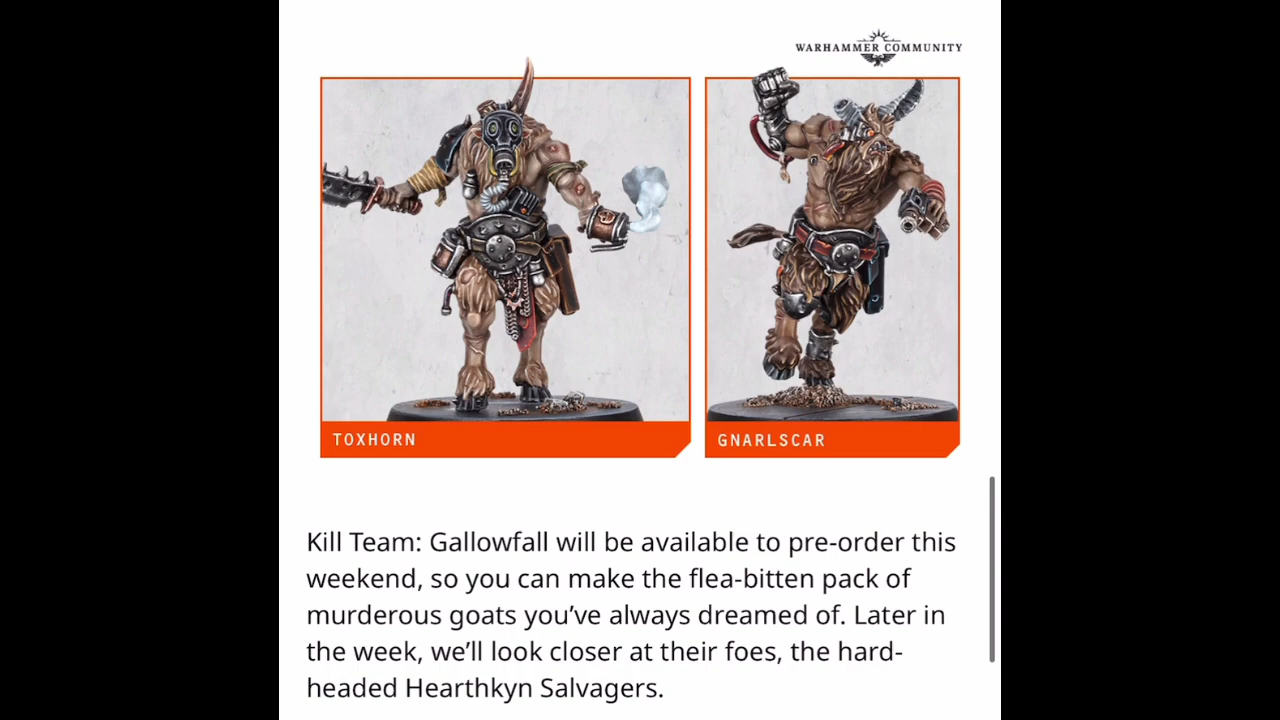 WARHAMMER COMMUNITY
TOXHORN
GNARLSCAR
Kill Team: Gallowfall will be available to pre-order this
weekend, so you can make the flea-bitten pack of
murderous goats you’ve always dreamed of. Later in
the week, we’ll look closer at their foes, the hard-
headed Hearthkyn Salvagers.